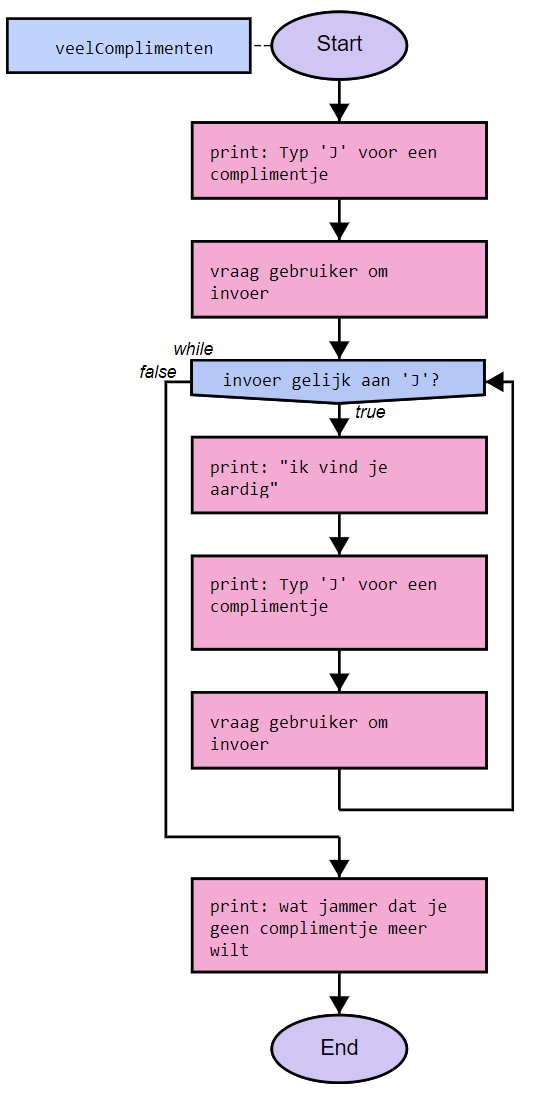 veelComplimenten
Start
print: Typ 'J' voor een
complimentje
vraag gebruiker om
invoer
while
false
invoer gelijk aan 'J'?
true
print: "ik vind je
aardig"
print: Typ 'J' voor een
complimentje
vraag gebruiker om
invoer
print: wat jammer dat je
geen complimentje meer
wilt
End